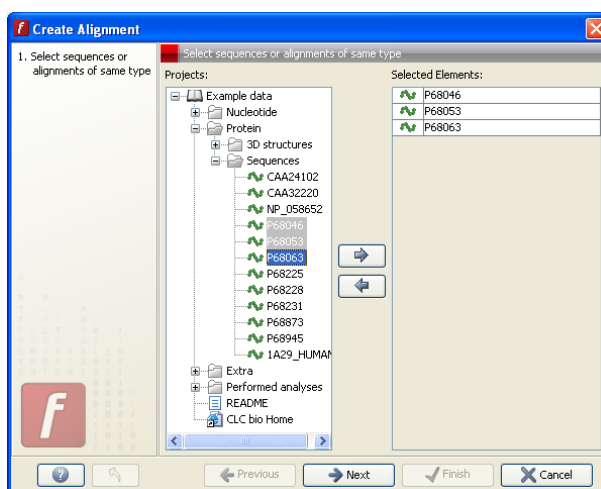 Create Alignment
1. Select sequences or
alignments of same type
Select sequences or alignments of same type
Projects:
Example data
Nucleotide
Protein
3D structures
Sequences
CAA24102
CAA32220
NP_058652
P68046
P68053
P68063
P68225
P68228
P68231
P68873
P68945
1A29_HUMAN
Extra
Performed analyses
README
CLC bio Home
Selected Elements:
P68046
P68053
P68063
Previous
Next
Finish
Cancel